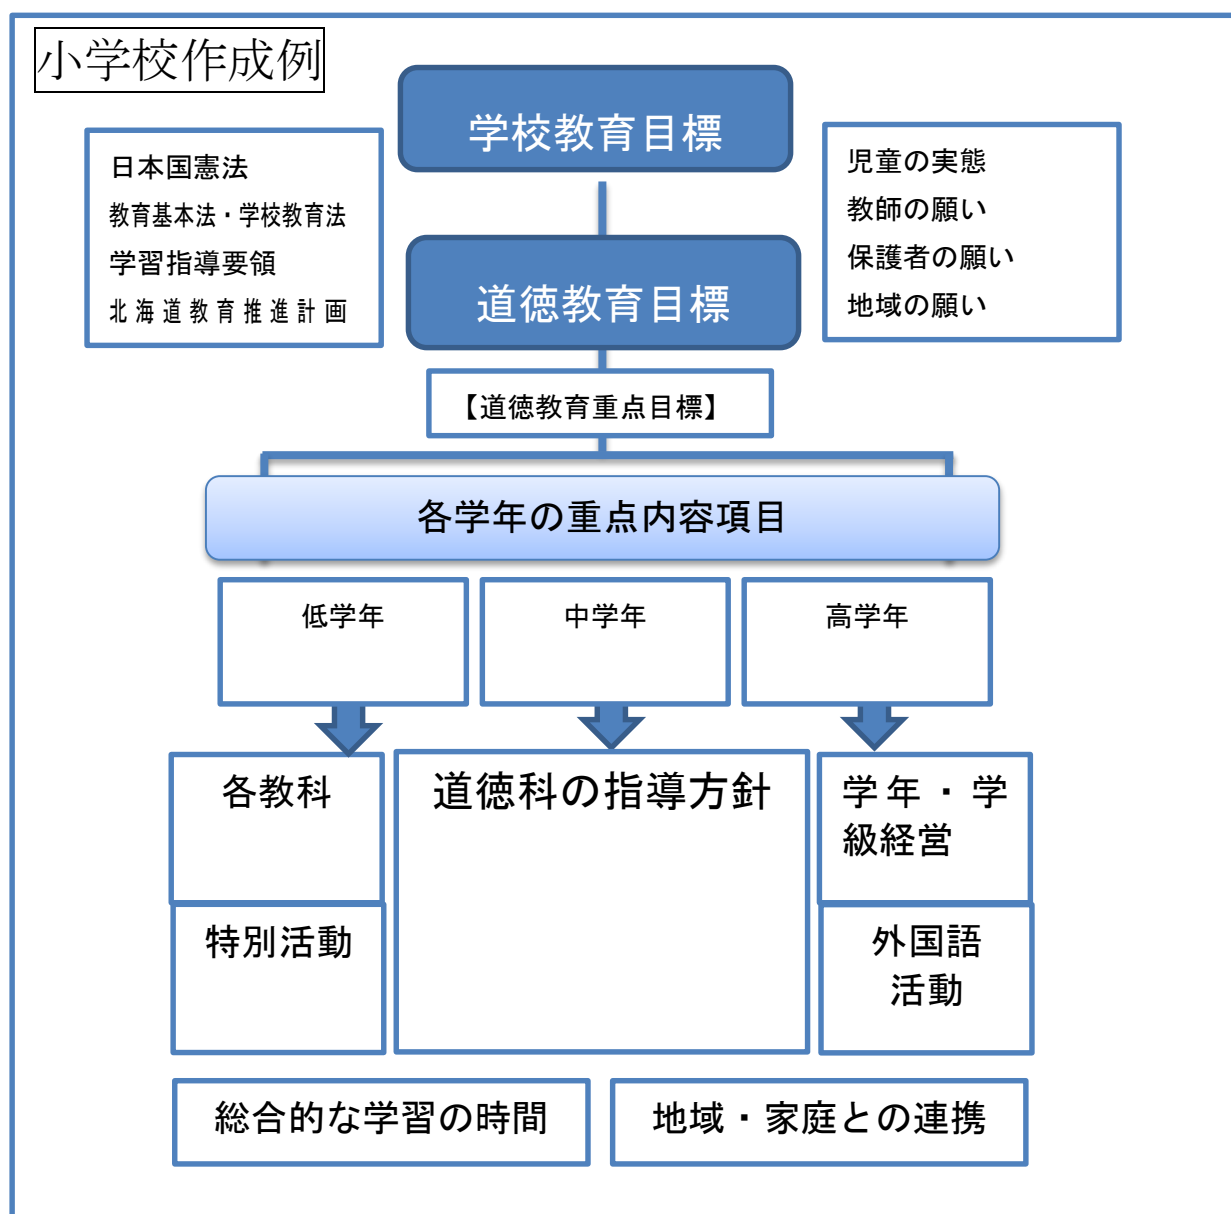 小学校作成例
学校教育目標
日本国憲法
教育基本法・学校教育法
学習指導要領
北海道教育推進計画
児童の実態
教師の願い
保護者の願い
地域の願い
道徳教育目標
【道徳教育重点目標】
各学年の重点内容項目
低学年
中学年
高学年
各教科
道徳科の指導方針
学年・学
級経営
特別活動
外国語
活動
総合的な学習の時間
地域・家庭との連携